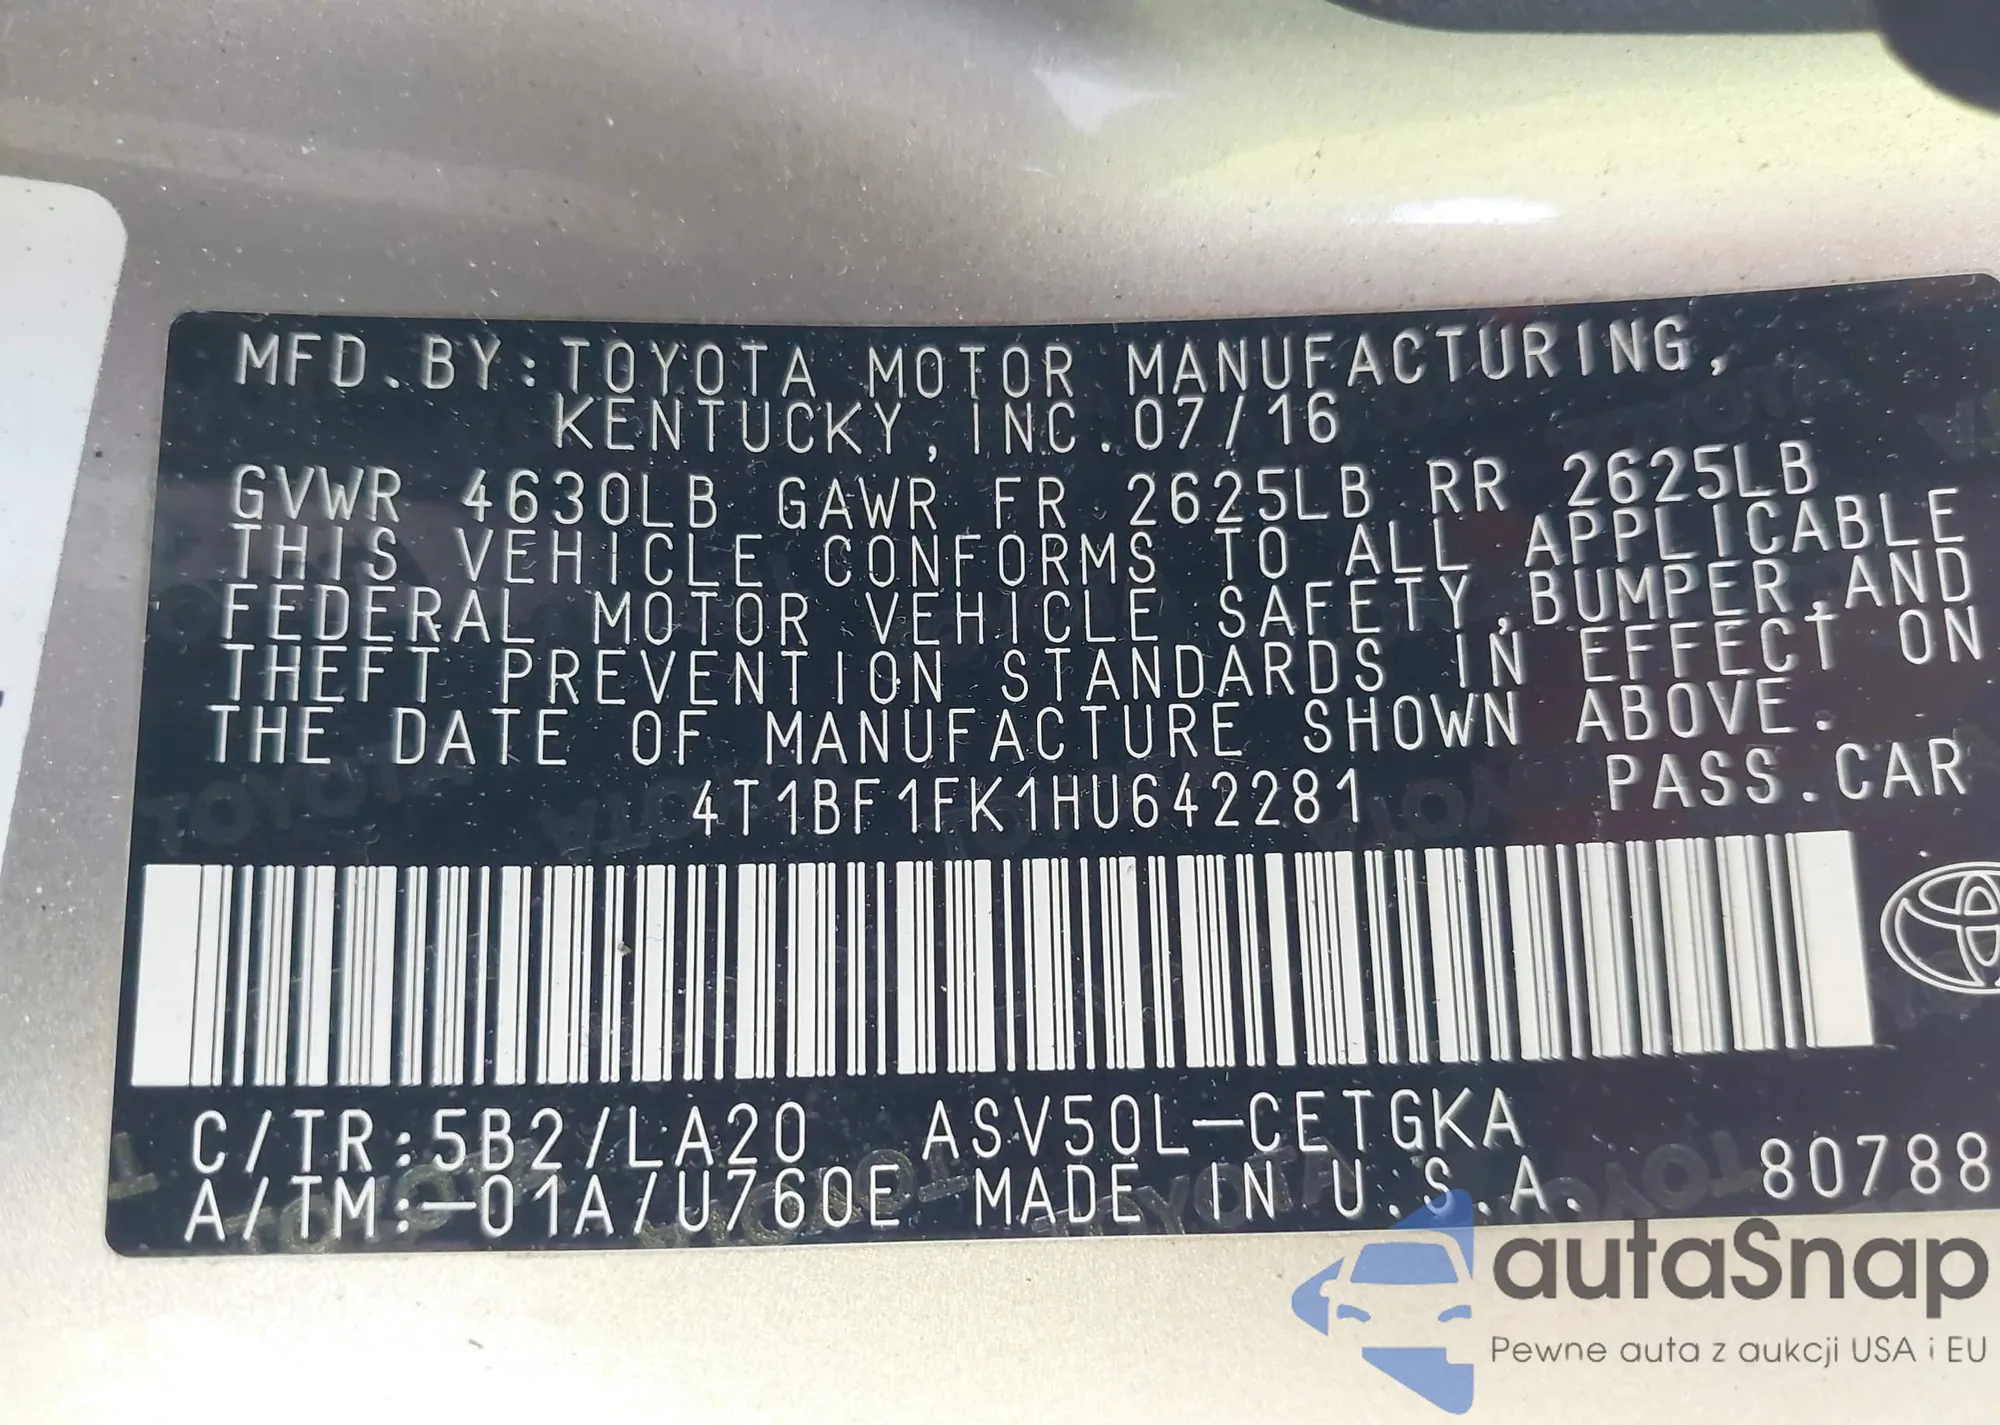 MFD.BY:TOYOTA MOTOR MANUFACTURING,
KENTUCKY,INC.07/16
GVWR 4630LB GAWR FR 2625LB RR 2625LB
THIS VEHICLE CONFORMS TO ALL APPLICABLE
FEDERAL MOTOR VEHICLE SAFETY,BUMPER,AND
THEFT PREVENTION STANDARDS IN EFFECT ON
THE DATE OF MANUFACTURE SHOWN ABOVE.
4T1BF1FK1HU642281 PASS.CAR
C/TR:5B2/LA20 ASV50L-CETGKA
A/TM:-01A/U760E MADE IN U.S.A. 80788
autaSnap
Pewne auta z aukcji USA i EU